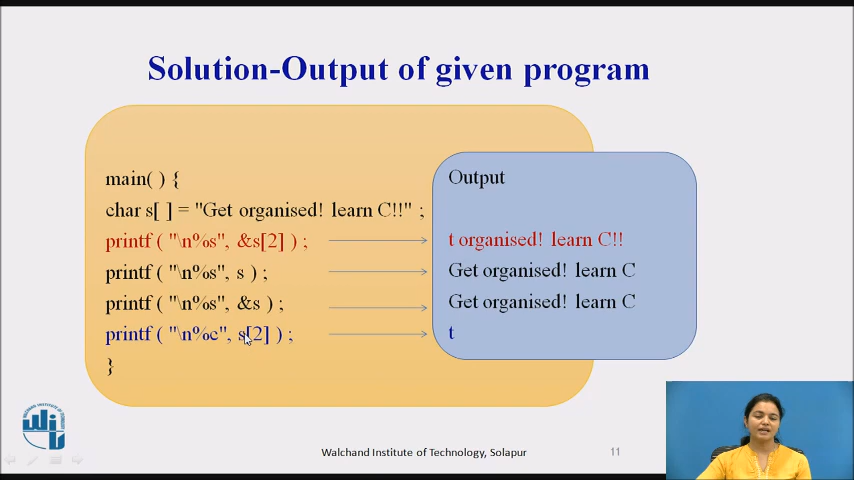 Solution-Output of given program
main( ) {
char s[ ] = "Get organised! learn C!!" ;
printf ( "\n%s", &s[2] ) ;
printf ( "\n%s", s ) ;
printf ( "\n%s", &s ) ;
printf ( "\n%c", s[2] ) ;
}
Output
t organised! learn C!!
Get organised! learn C
Get organised! learn C
t
Walchand Institute of Technology, Solapur
11